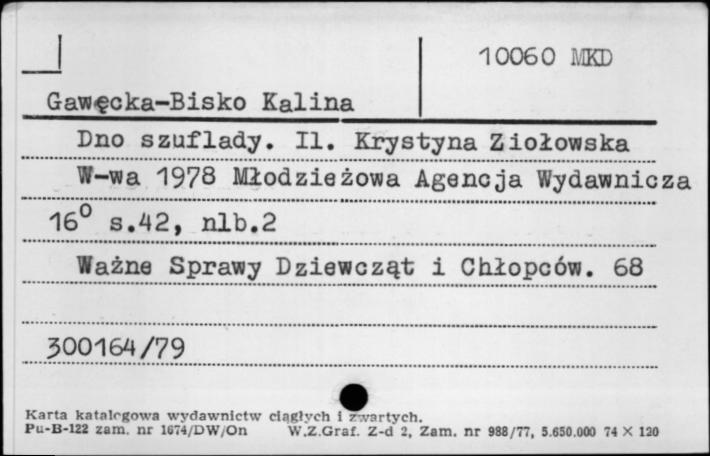 10060 MKD
Gawęcka-Bisko Kalina
Dno szuflady. Il. Krystyna Ziołowska
W-wa 1978 Młodzieżowa Agencja Wydawnicza
16° s.42, nlb.2
Ważne Sprawy Dziewcząt i Chłopców. 68
300164/79
Karta katalogowa wydawnictw ciągłych i zwartych.
Pu-B-122 zam. nr 1674/DW/On W.Z.Graf. Z-d 2, Zam. nr 988/77, 5.650.000 74 X 120